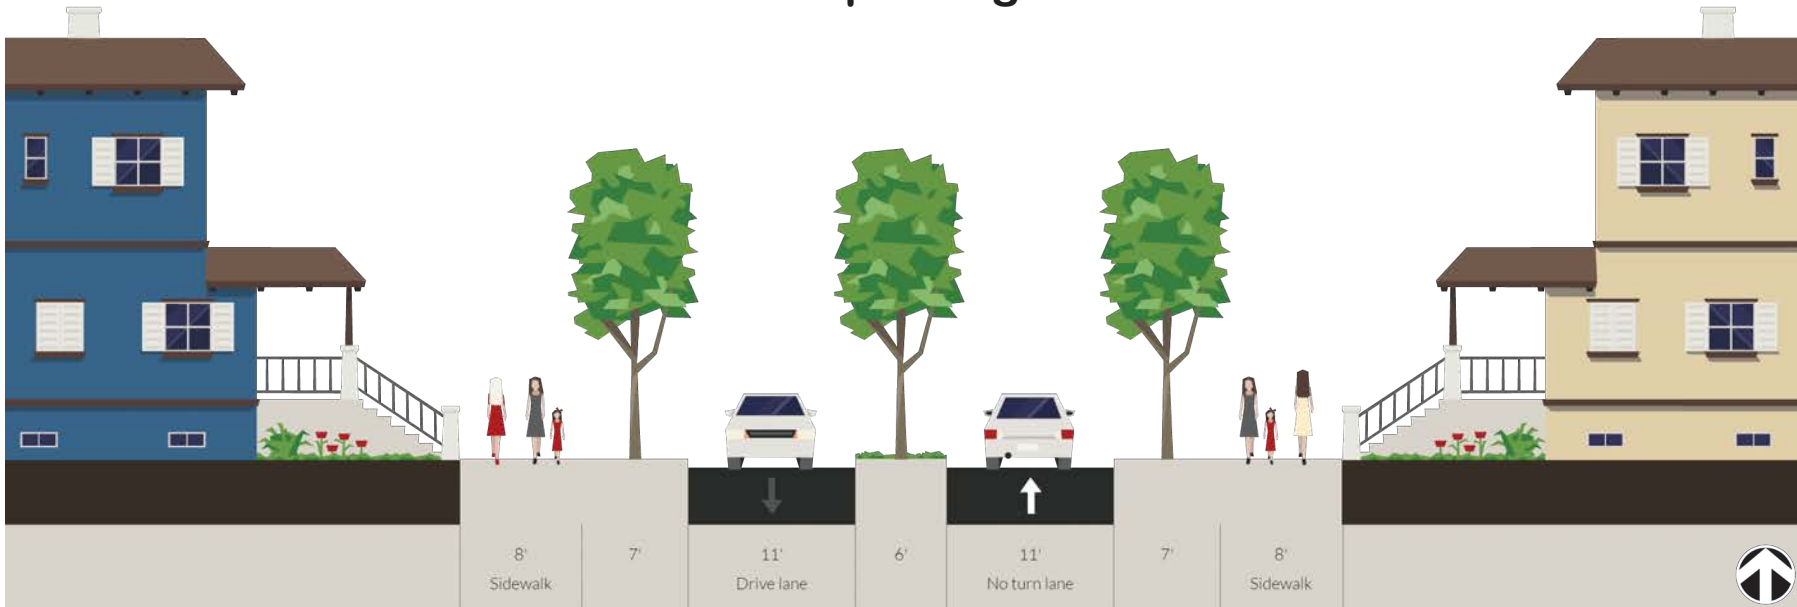 8' 7' 11' 6' 11' 7' 8'
Sidewalk Drive lane No turn lane Sidewalk